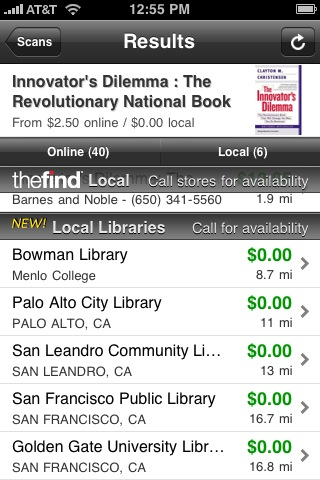 AT&T 12:55 PM
Scans Results
Innovator's Dilemma : The
Revolutionary National Book
From $2.50 online / $0.00 local
CLAYTON M.
CHRISTENSEN
The
Innovator's
Dilemma
Online (40) Local (6)
thefind Local Call stores for availability
Barnes and Noble - (650) 341-5560 1.9 mi
NEW! Local Libraries Call for availability
Bowman Library $0.00
Menlo College 8.7 mi
Palo Alto City Library $0.00
PALO ALTO, CA 11 mi
San Leandro Community Li... $0.00
SAN LEANDRO, CA 13 mi
San Francisco Public Library $0.00
SAN FRANCISCO, CA 16.7 mi
Golden Gate University Libr... $0.00
SAN FRANCISCO, CA 16.8 mi